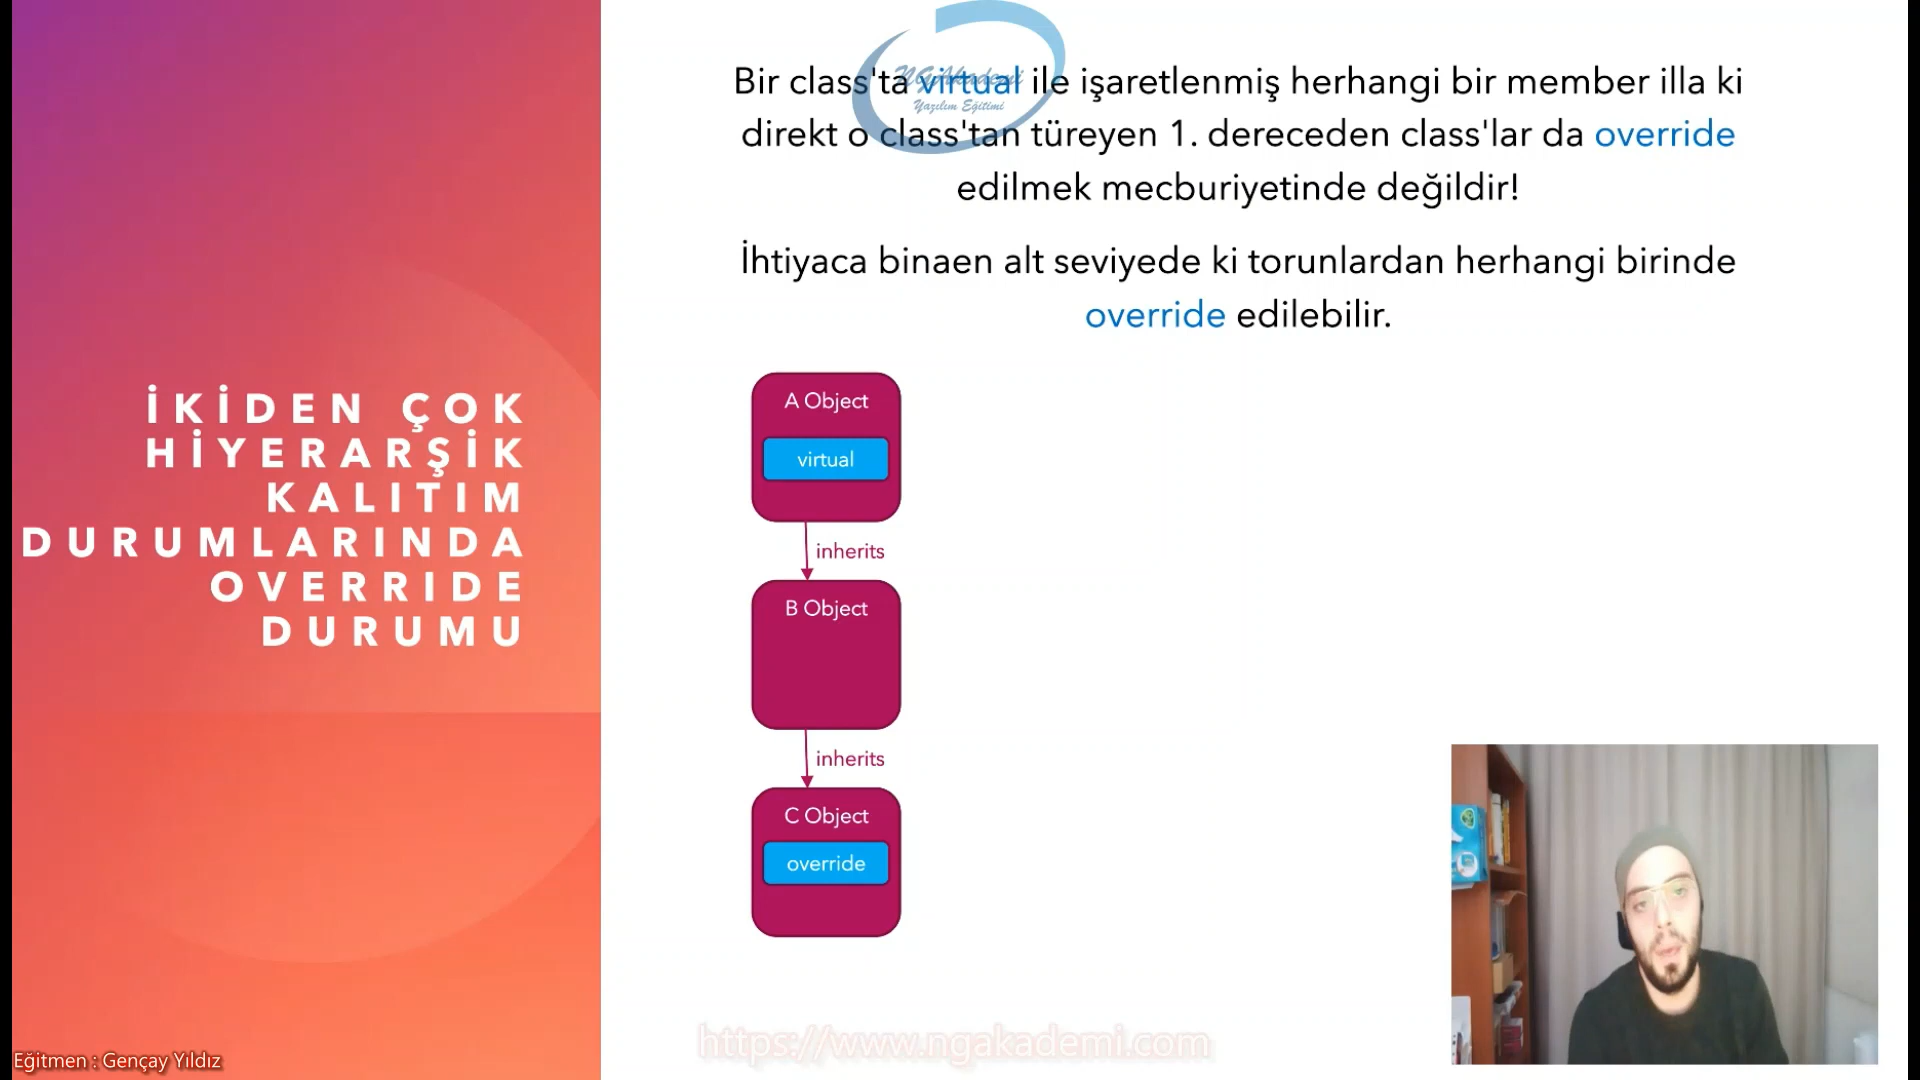 NGAkademi
Yazılım Eğitimi
Bir class'ta virtual ile işaretlenmiş herhangi bir member illa ki
direkt o class'tan türeyen 1. dereceden class'lar da override
edilmek mecburiyetinde değildir!
İhtiyaca binaen alt seviyede ki torunlardan herhangi birinde
override edilebilir.
İKİDEN ÇOK
HİYERARŞİK
KALITIM
DURUMLARINDA
OVERRIDE
DURUMU
A Object
virtual
inherits
B Object
inherits
C Object
override
https://www.ngakademi.com
Eğitmen : Gençay Yıldız